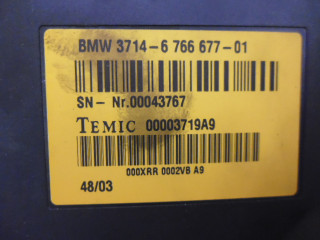 BMW 3714-6 766 677-01
SN- Nr.00043767
TEMIC 00003719A9
000XRR 0002VB A9
48/03